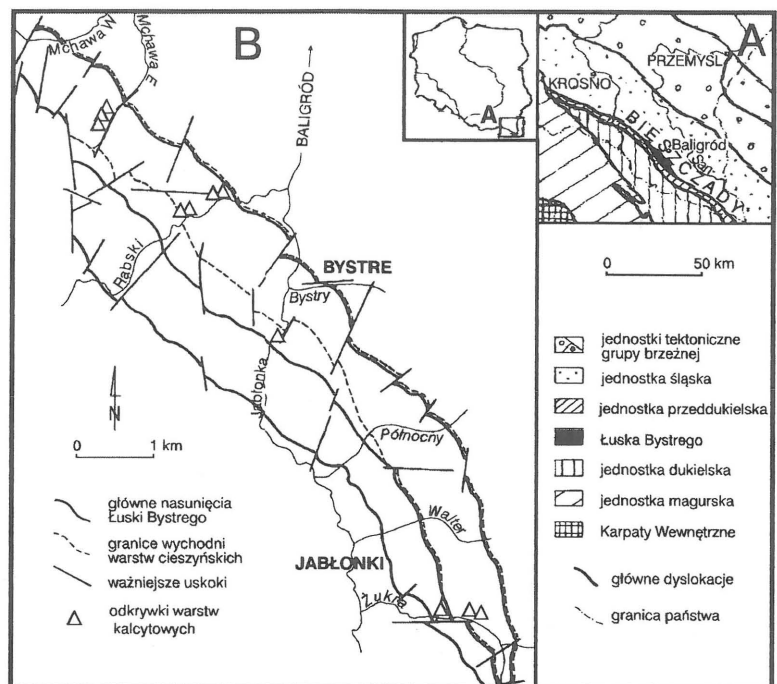 B
Mchawa W
Mchawa E
BALIGRÓD
A
A
PRZEMYŚL
KROSNO
BIESZCZADY
Baligród
San
Rabski
BYSTRE
Bystry
Jabłonka
N
Północny
0 1 km
Walter
JABŁONKI
Żukra
główne nasunięcia
Łuski Bystrego
granice wychodni
warstw cieszyńskich
ważniejsze uskoki
odkrywki warstw
kalcytowych
0 50 km
jednostki tektoniczne
grupy brzeżnej
jednostka śląska
jednostka przeddukielska
Łuska Bystrego
jednostka dukielska
jednostka magurska
Karpaty Wewnętrzne
główne dyslokacje
granica państwa